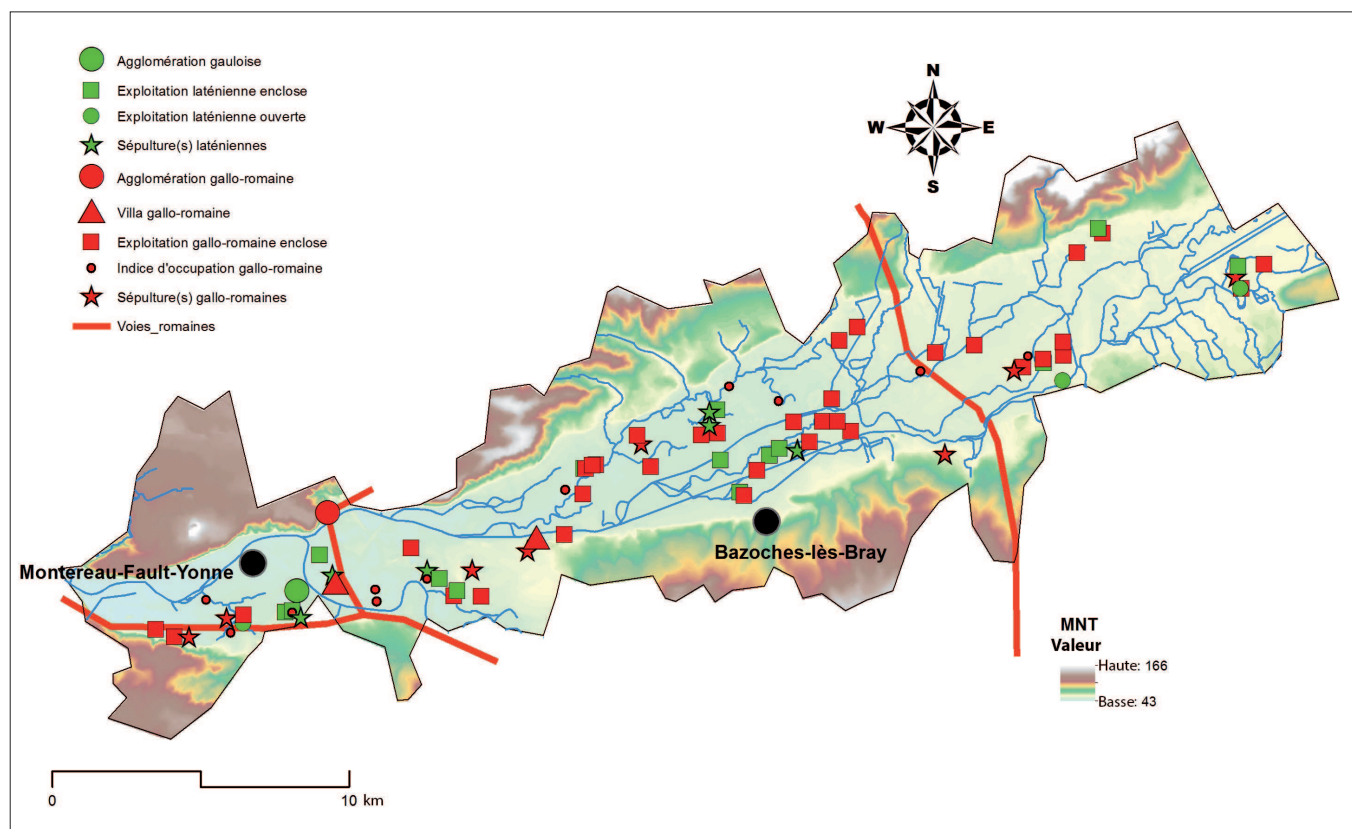 Agglomération gauloise
Exploitation laténienne enclose
Exploitation laténienne ouverte
Sépulture(s) laténiennes
Agglomération gallo-romaine
Villa gallo-romaine
Exploitation gallo-romaine enclose
Indice d'occupation gallo-romaine
Sépulture(s) gallo-romaines
Voies_romaines
N
W
E
S
Montereau-Fault-Yonne
Bazoches-lès-Bray
MNT
Valeur
Haute: 166
Basse: 43
0
10 km